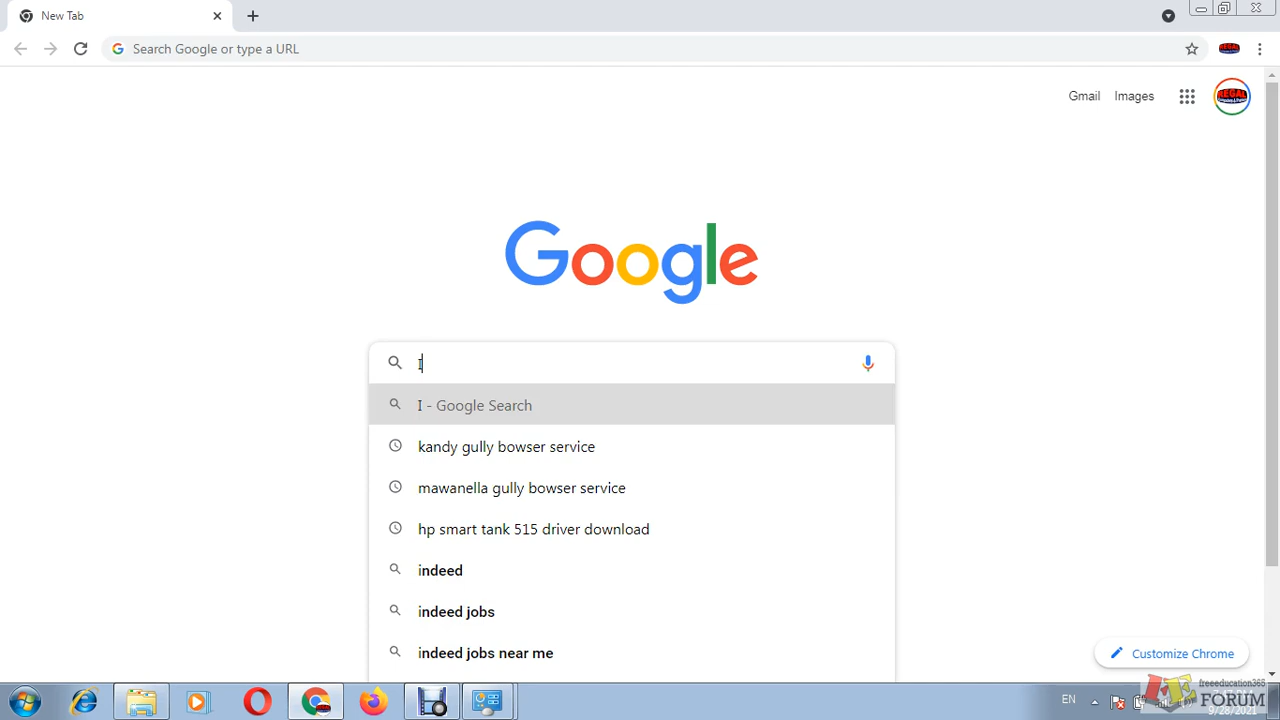 New Tab
Search Google or type a URL
REGAL
Gmail Images
REGAL
Google
I
I - Google Search
kandy gully bowser service
mawanella gully bowser service
hp smart tank 515 driver download
indeed
indeed jobs
indeed jobs near me
Customize Chrome
EN
freeeducation365
FORUM
9/28/2021